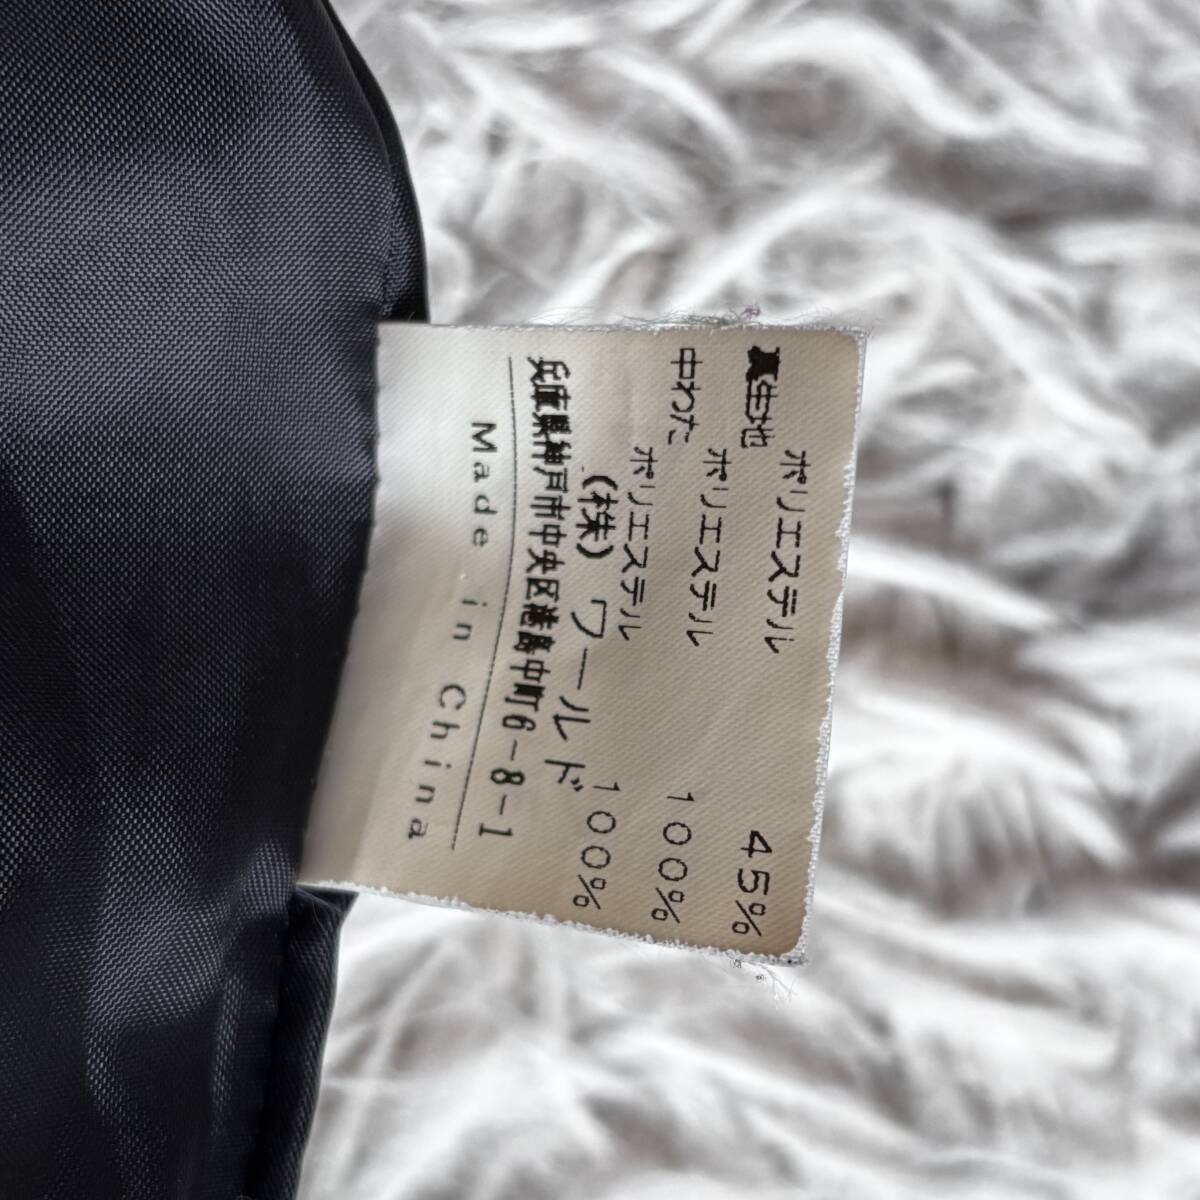 ポリエステル 45%
裏生地
ポリエステル 100%
中わた
ポリエステル 100%
(株)ワールド
兵庫県神戸市中央区港島中町6-8-1
Made in China